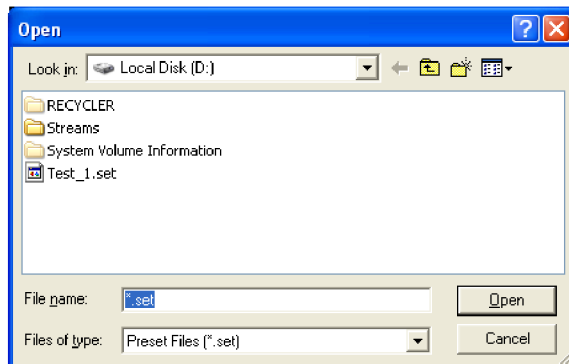 Open
Look in: Local Disk (D:)
RECYCLER
Streams
System Volume Information
Test_1.set
File name: *.set Open
Files of type: Preset Files (*.set) Cancel